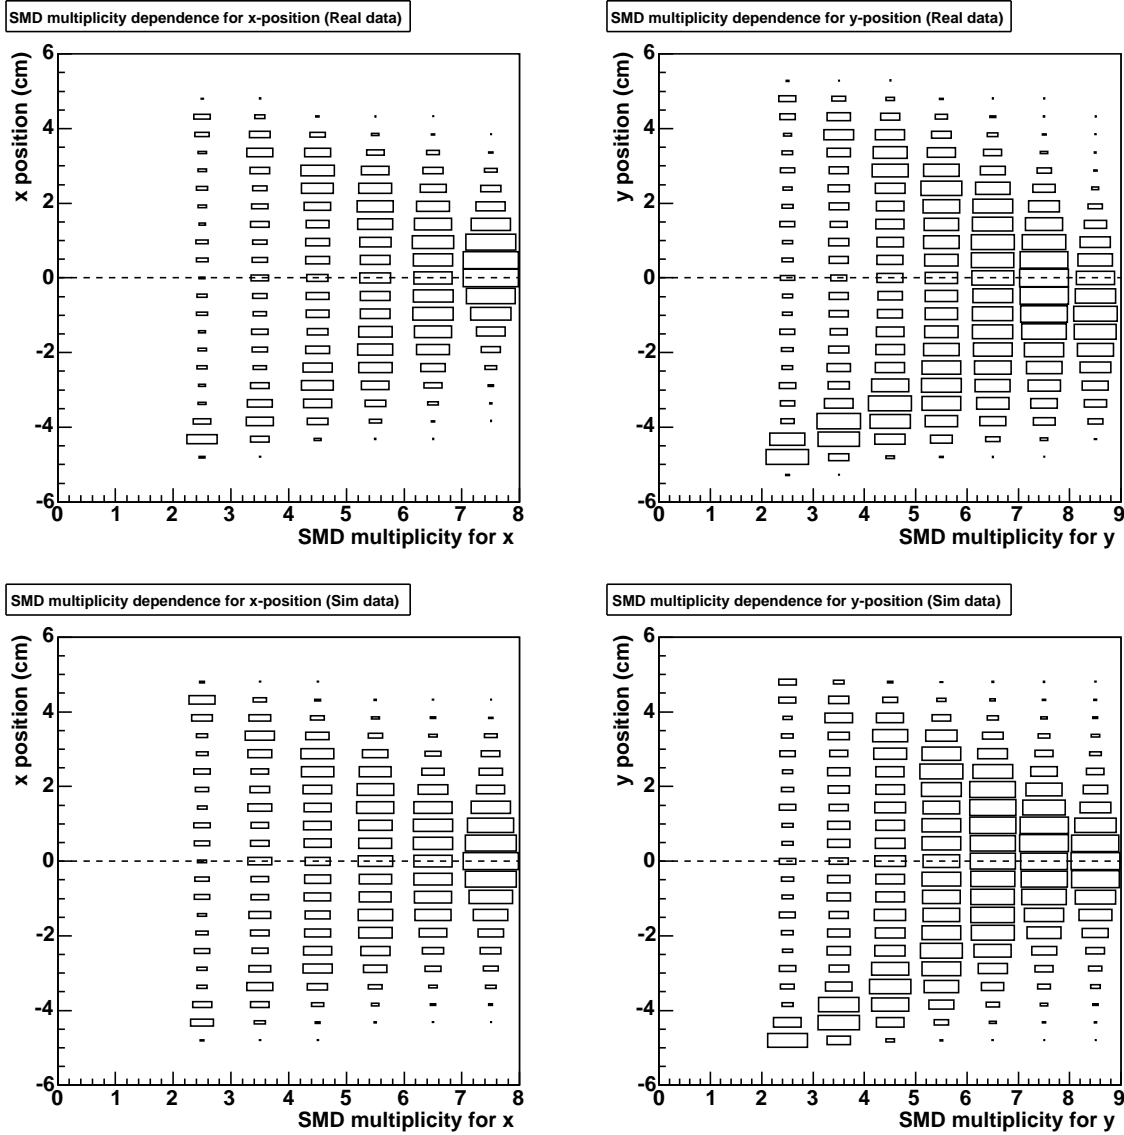 SMD multiplicity dependence for x-position (Real data)
x position (cm)
6
4
2
0
-2
-4
-6
0 1 2 3 4 5 6 7 8
SMD multiplicity for x
SMD multiplicity dependence for y-position (Real data)
y position (cm)
6
4
2
0
-2
-4
-6
0 1 2 3 4 5 6 7 8 9
SMD multiplicity for y
SMD multiplicity dependence for x-position (Sim data)
x position (cm)
6
4
2
0
-2
-4
-6
0 1 2 3 4 5 6 7 8
SMD multiplicity for x
SMD multiplicity dependence for y-position (Sim data)
y position (cm)
6
4
2
0
-2
-4
-6
0 1 2 3 4 5 6 7 8 9
SMD multiplicity for y